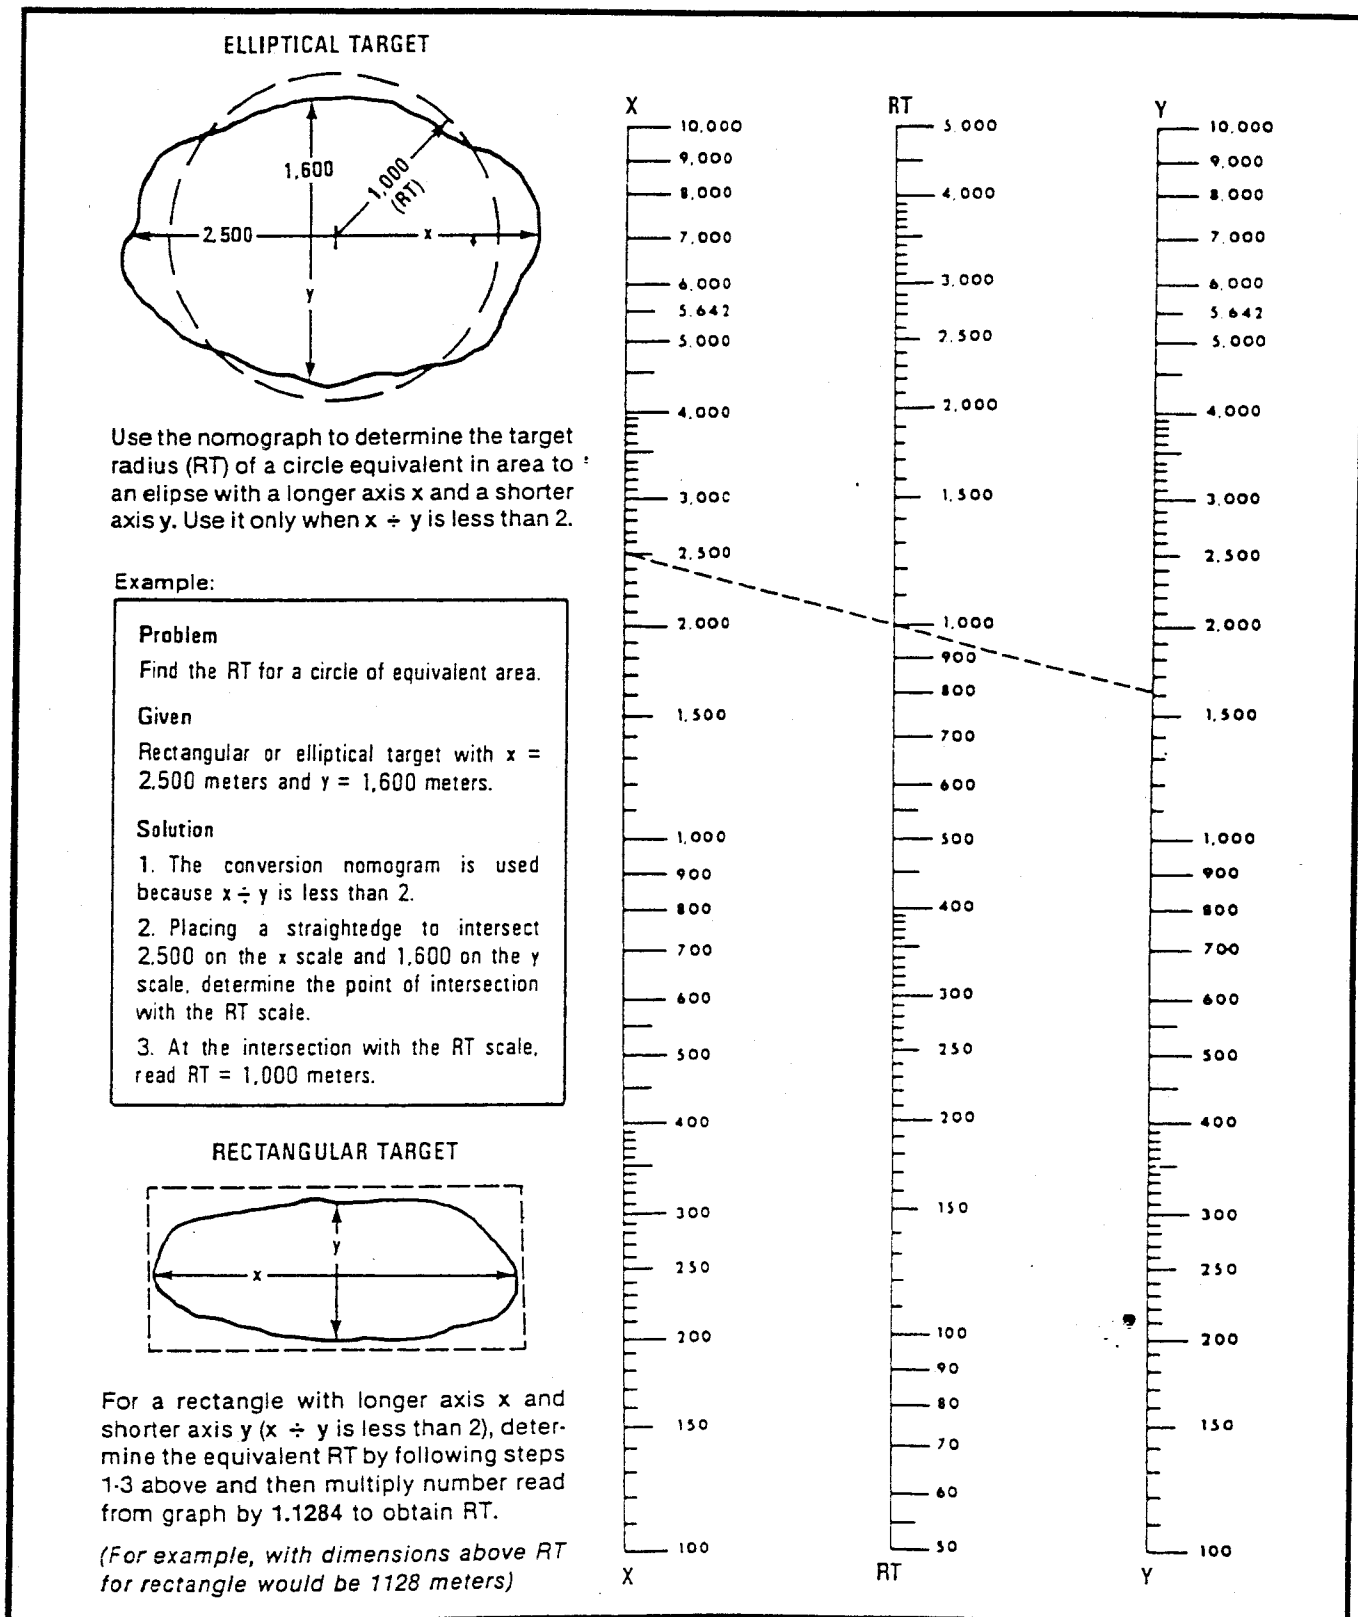 ELLIPTICAL TARGET
1,600
1,000
(RT)
2,500
x
y
Use the nomograph to determine the target
radius (RT) of a circle equivalent in area to
an elipse with a longer axis x and a shorter
axis y. Use it only when x ÷ y is less than 2.
Example:
Problem
Find the RT for a circle of equivalent area.
Given
Rectangular or elliptical target with x =
2,500 meters and y = 1,600 meters.
Solution
1. The conversion nomogram is used
because x ÷ y is less than 2.
2. Placing a straightedge to intersect
2,500 on the x scale and 1,600 on the y
scale, determine the point of intersection
with the RT scale.
3. At the intersection with the RT scale,
read RT = 1,000 meters.
RECTANGULAR TARGET
y
x
For a rectangle with longer axis x and
shorter axis y (x ÷ y is less than 2), deter-
mine the equivalent RT by following steps
1-3 above and then multiply number read
from graph by 1.1284 to obtain RT.
(For example, with dimensions above RT
for rectangle would be 1128 meters)
X
10,000
9,000
8,000
7,000
6,000
5.642
5,000
4,000
3,000
2,500
2.000
1,500
1,000
900
800
700
600
500
400
300
250
200
150
100
X
RT
5.000
4,000
3,000
2,500
2,000
1,500
1,000
900
800
700
600
500
400
300
250
200
150
100
90
80
70
60
50
RT
Y
10,000
9,000
8,000
7,000
6,000
5.642
5,000
4,000
3,000
2,500
2,000
1,500
1,000
900
800
700
600
500
400
300
250
200
150
100
Y